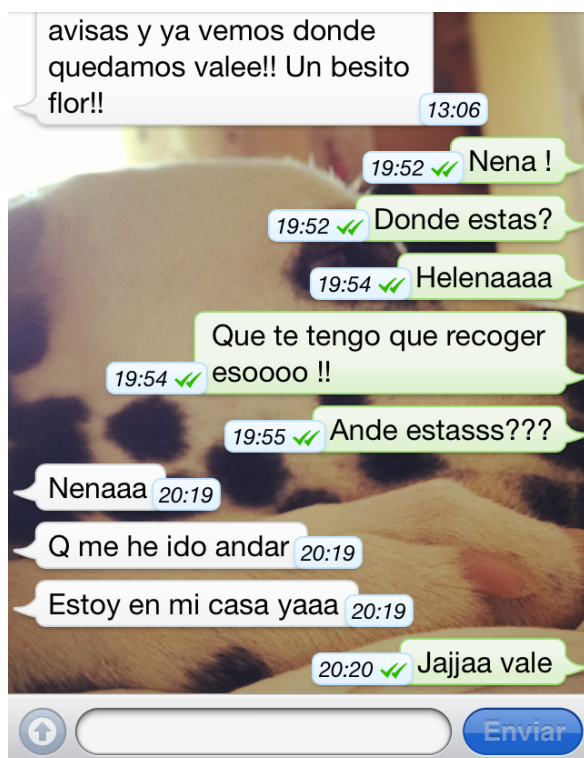 avisas y ya vemos donde
quedamos valee!! Un besito
flor!!
13:06
19:52 Nena !
19:52 Donde estas?
19:54 Helenaaaa
Que te tengo que recoger
19:54 esoooo !!
19:55 Ande estasss???
Nenaaa 20:19
Q me he ido andar 20:19
Estoy en mi casa yaaa 20:19
20:20 Jajjaa vale
Enviar